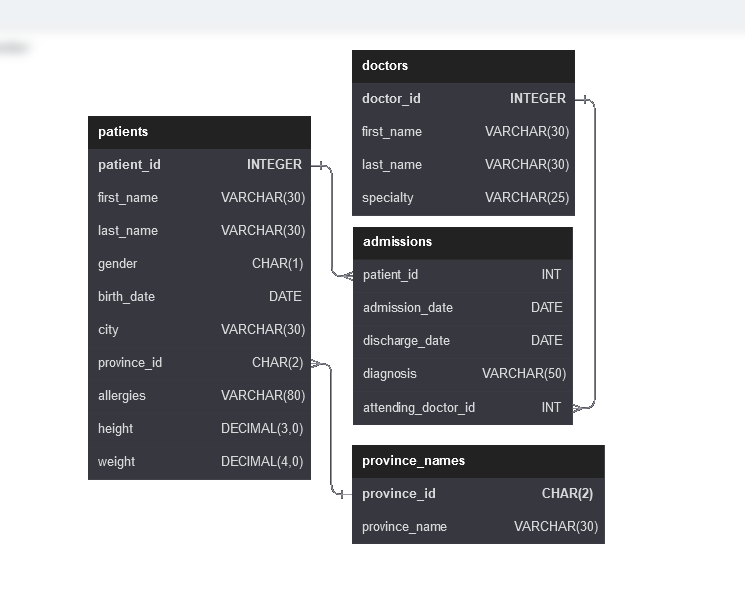 doctors
doctor_id INTEGER
first_name VARCHAR(30)
last_name VARCHAR(30)
specialty VARCHAR(25)
patients
patient_id INTEGER
first_name VARCHAR(30)
last_name VARCHAR(30)
gender CHAR(1)
birth_date DATE
city VARCHAR(30)
province_id CHAR(2)
allergies VARCHAR(80)
height DECIMAL(3,0)
weight DECIMAL(4,0)
admissions
patient_id INT
admission_date DATE
discharge_date DATE
diagnosis VARCHAR(50)
attending_doctor_id INT
province_names
province_id CHAR(2)
province_name VARCHAR(30)